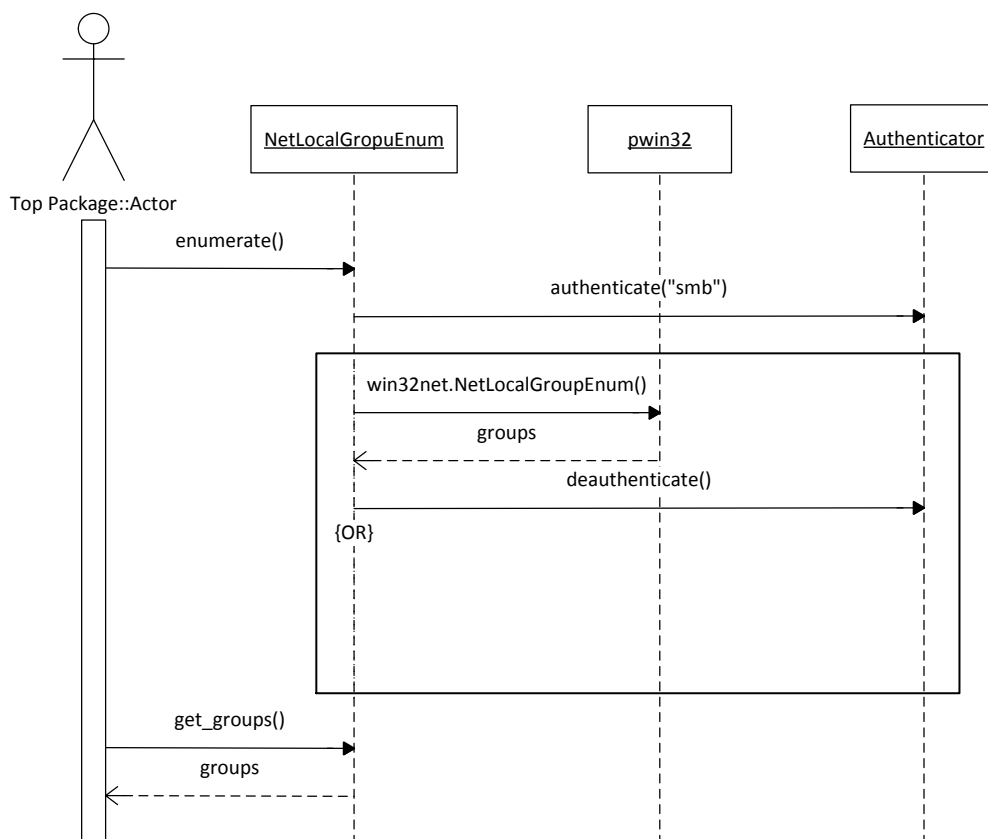 NetLocalGropuEnum
pwin32
Authenticator
Top Package::Actor
enumerate()
authenticate("smb")
win32net.NetLocalGroupEnum()
groups
deauthenticate()
{OR}
get_groups()
groups